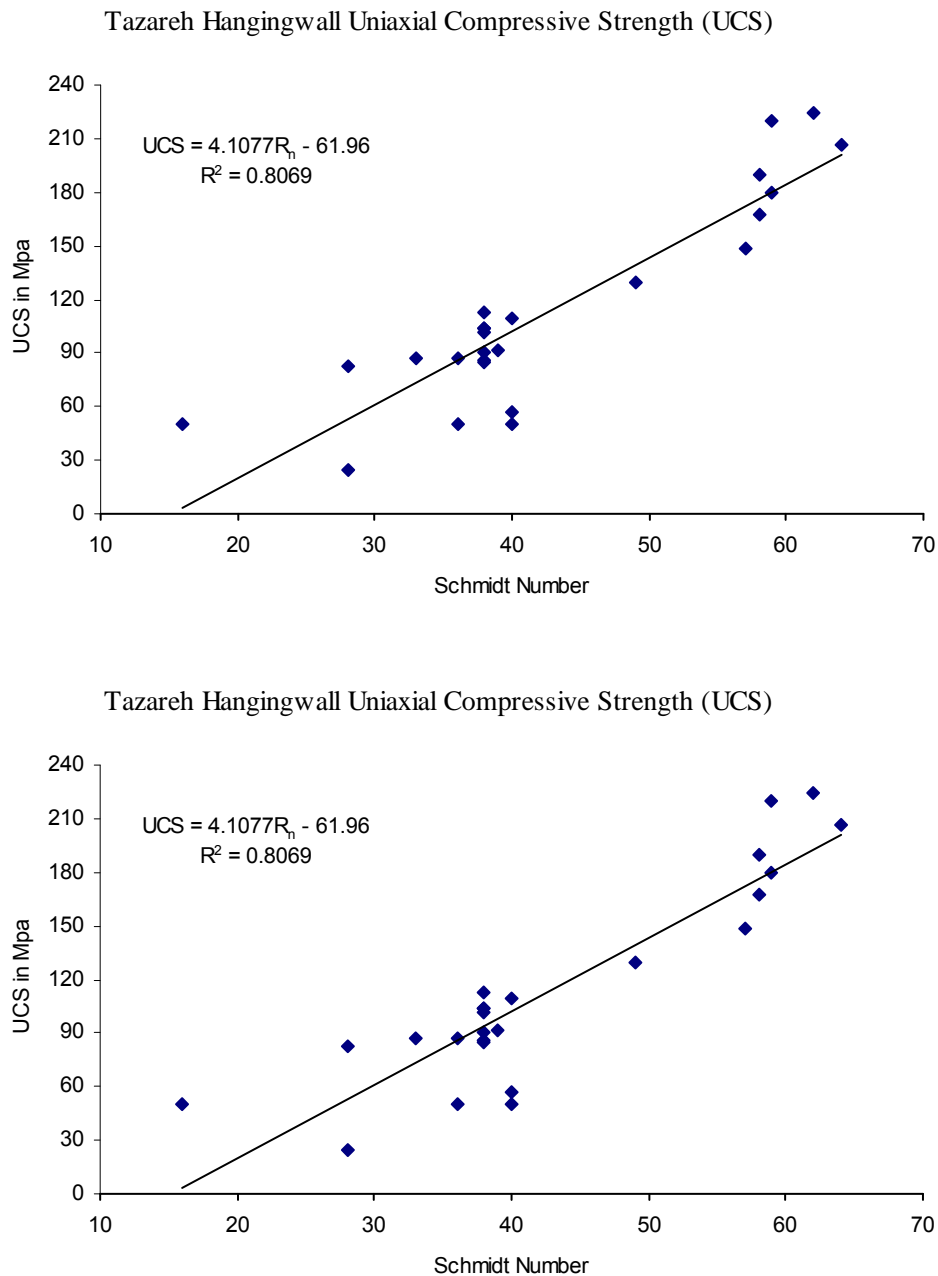 Tazareh Hangingwall Uniaxial Compressive Strength (UCS)
240
210
180
150
120
90
60
30
0
UCS in Mpa
UCS = 4.1077Rₙ - 61.96
R² = 0.8069
10 20 30 40 50 60 70
Schmidt Number
Tazareh Hangingwall Uniaxial Compressive Strength (UCS)
240
210
180
150
120
90
60
30
0
UCS in Mpa
UCS = 4.1077Rₙ - 61.96
R² = 0.8069
10 20 30 40 50 60 70
Schmidt Number